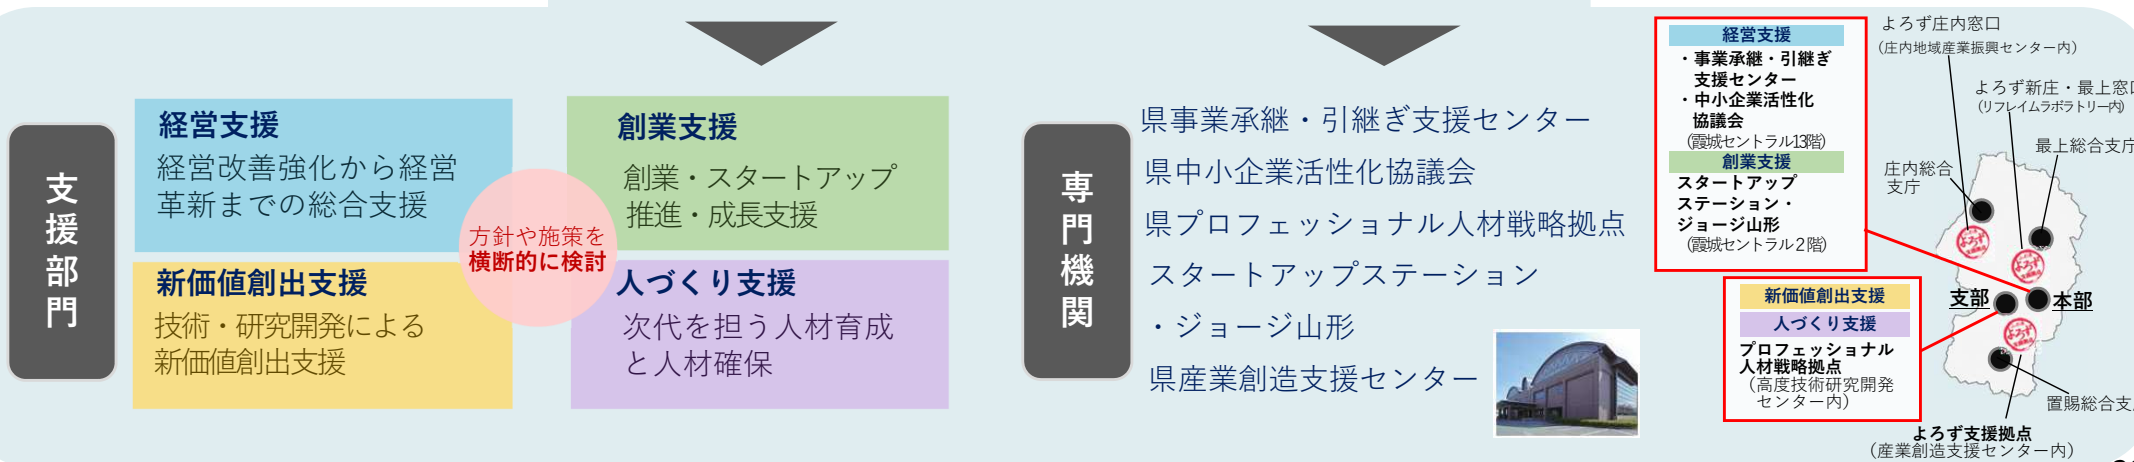 支援部門
経営支援
経営改善強化から経営
革新までの総合支援
創業支援
創業・スタートアップ
推進・成長支援
方針や施策を
横断的に検討
新価値創出支援
技術・研究開発による
新価値創出支援
人づくり支援
次代を担う人材育成
と人材確保
専門機関
県事業承継・引継ぎ支援センター
県中小企業活性化協議会
県プロフェッショナル人材戦略拠点
スタートアップステーション
・ジョージ山形
県産業創造支援センター
経営支援
・事業承継・引継ぎ
支援センター
・中小企業活性化
協議会
(霞城セントラル13階)
創業支援
スタートアップ
ステーション・
ジョージ山形
(霞城セントラル2階)
新価値創出支援
人づくり支援
プロフェッショナル
人材戦略拠点
(高度技術研究開発
センター内)
よろず庄内窓口
(庄内地域産業振興センター内)
よろず新庄・最上窓口
(リフレイムラボラトリー内)
最上総合支庁
庄内総合
支庁
よろず
よろず
支部
本部
よろず
置賜総合支
よろず支援拠点
(産業創造支援センター内)